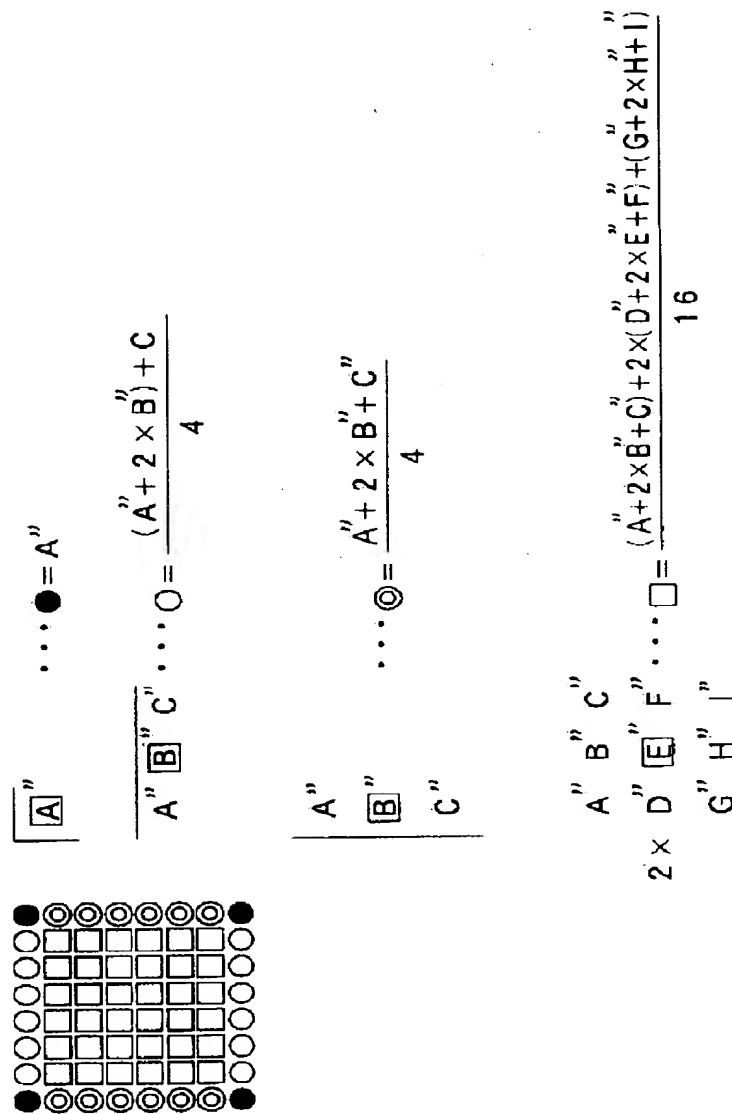 A" ･･･●= A"
A" B" C" ･･･○= (A"+2×B")+C / 4
A"
B" ･･･◎= A"+2×B"+C" / 4
C"
A" B" C"
2× D" E" F" ･･･□= (A"+2×B"+C")+2×(D"+2×E"+F")+(G"+2×H"+I") / 16
G" H" I"